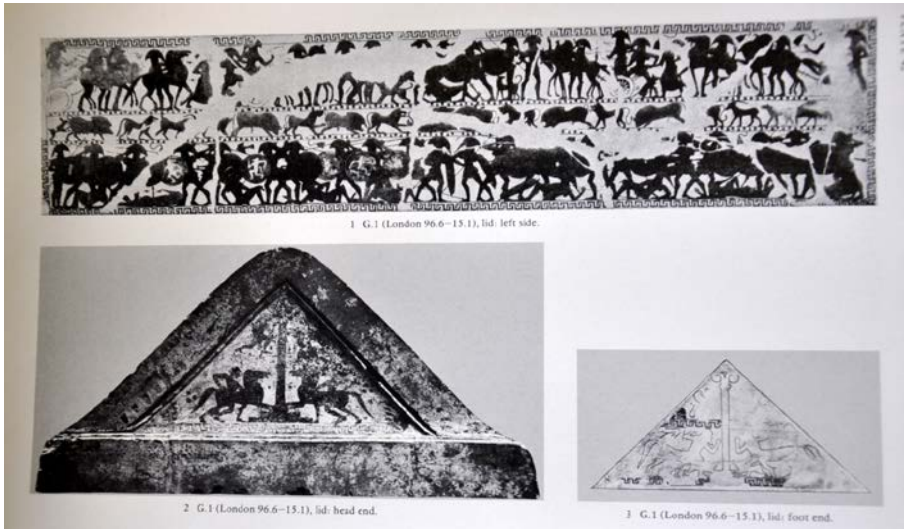 1 G.1 (London 96.6–15.1), lid: left side.
2 G.1 (London 96.6–15.1), lid: head end.
3 G.1 (London 96.6–15.1), lid: foot end.